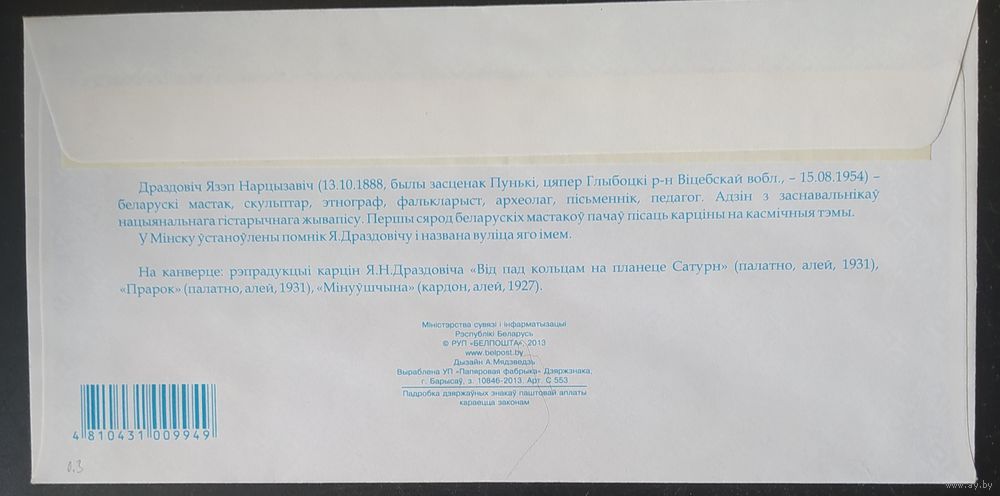 Драздовіч Язэп Нарцызавіч (13.10.1888, былы засценак Пунькі, цяпер Глыбоцкі р-н Віцебскай вобл., – 15.08.1954) –
беларускі мастак, скульптар, этнограф, фалькларыст, археолаг, пісьменнік, педагог. Адзін з заснавальнікаў
нацыянальнага гістарычнага жывапісу. Першы сярод беларускіх мастакоў пачаў пісаць карціны на касмічныя тэмы.
У Мінску ўстаноўлены помнік Я.Драздовічу і названа вуліца яго імем.
На канверце: рэпрадукцыі карцін Я.Н.Драздовіча «Від пад кольцам на планеце Сатурн» (палатно, алей, 1931),
«Прарок» (палатно, алей, 1931), «Мінуўшчына» (кардон, алей, 1927).
Міністэрства сувязі і інфарматызацыі
Рэспублікі Беларусь
© РУП «БЕЛПОШТА», 2013
www.belpost.by
Дызайн А.Мядзведзь
Выраблена УП «Папяровая фабрыка» Дзяржзнака,
г. Барысаў, з. 10846-2013. Арт. С 553
Падробка дзяржаўных знакаў паштовай аплаты
караецца законам
4 810431 009949
0.3
www.ay.by